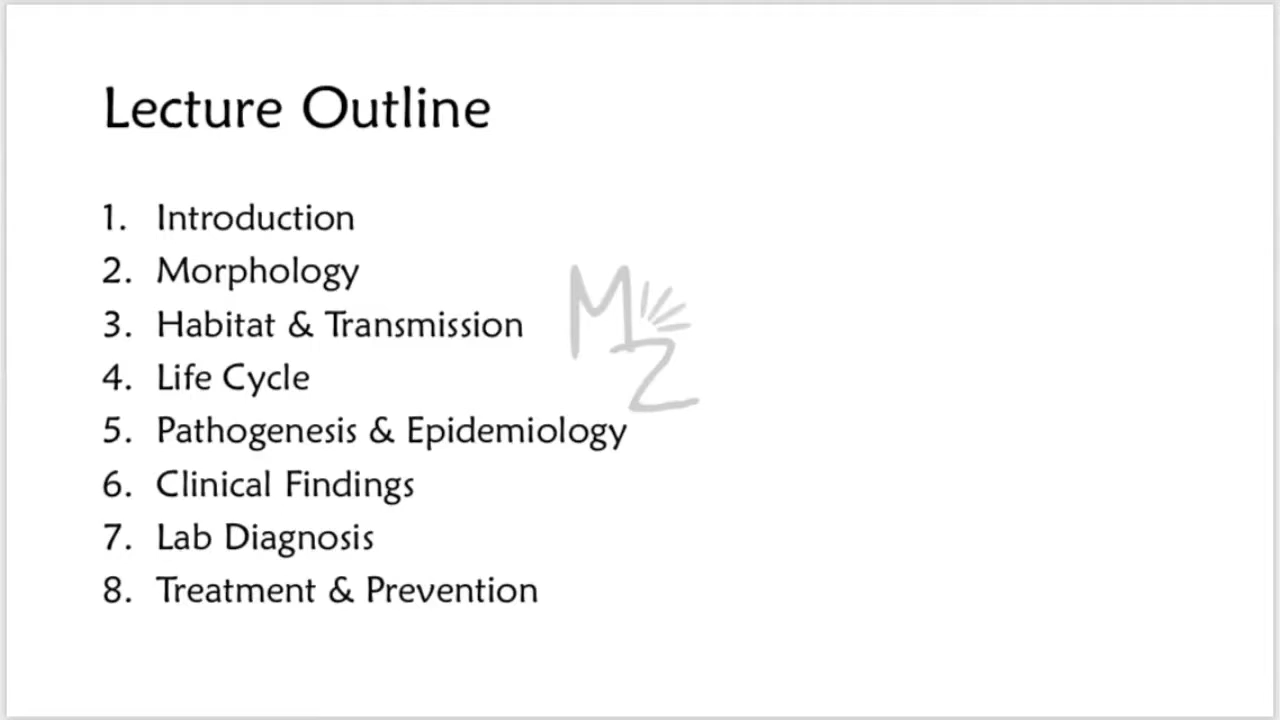 Lecture Outline
1. Introduction
2. Morphology
3. Habitat & Transmission
4. Life Cycle
5. Pathogenesis & Epidemiology
6. Clinical Findings
7. Lab Diagnosis
8. Treatment & Prevention
M
Z